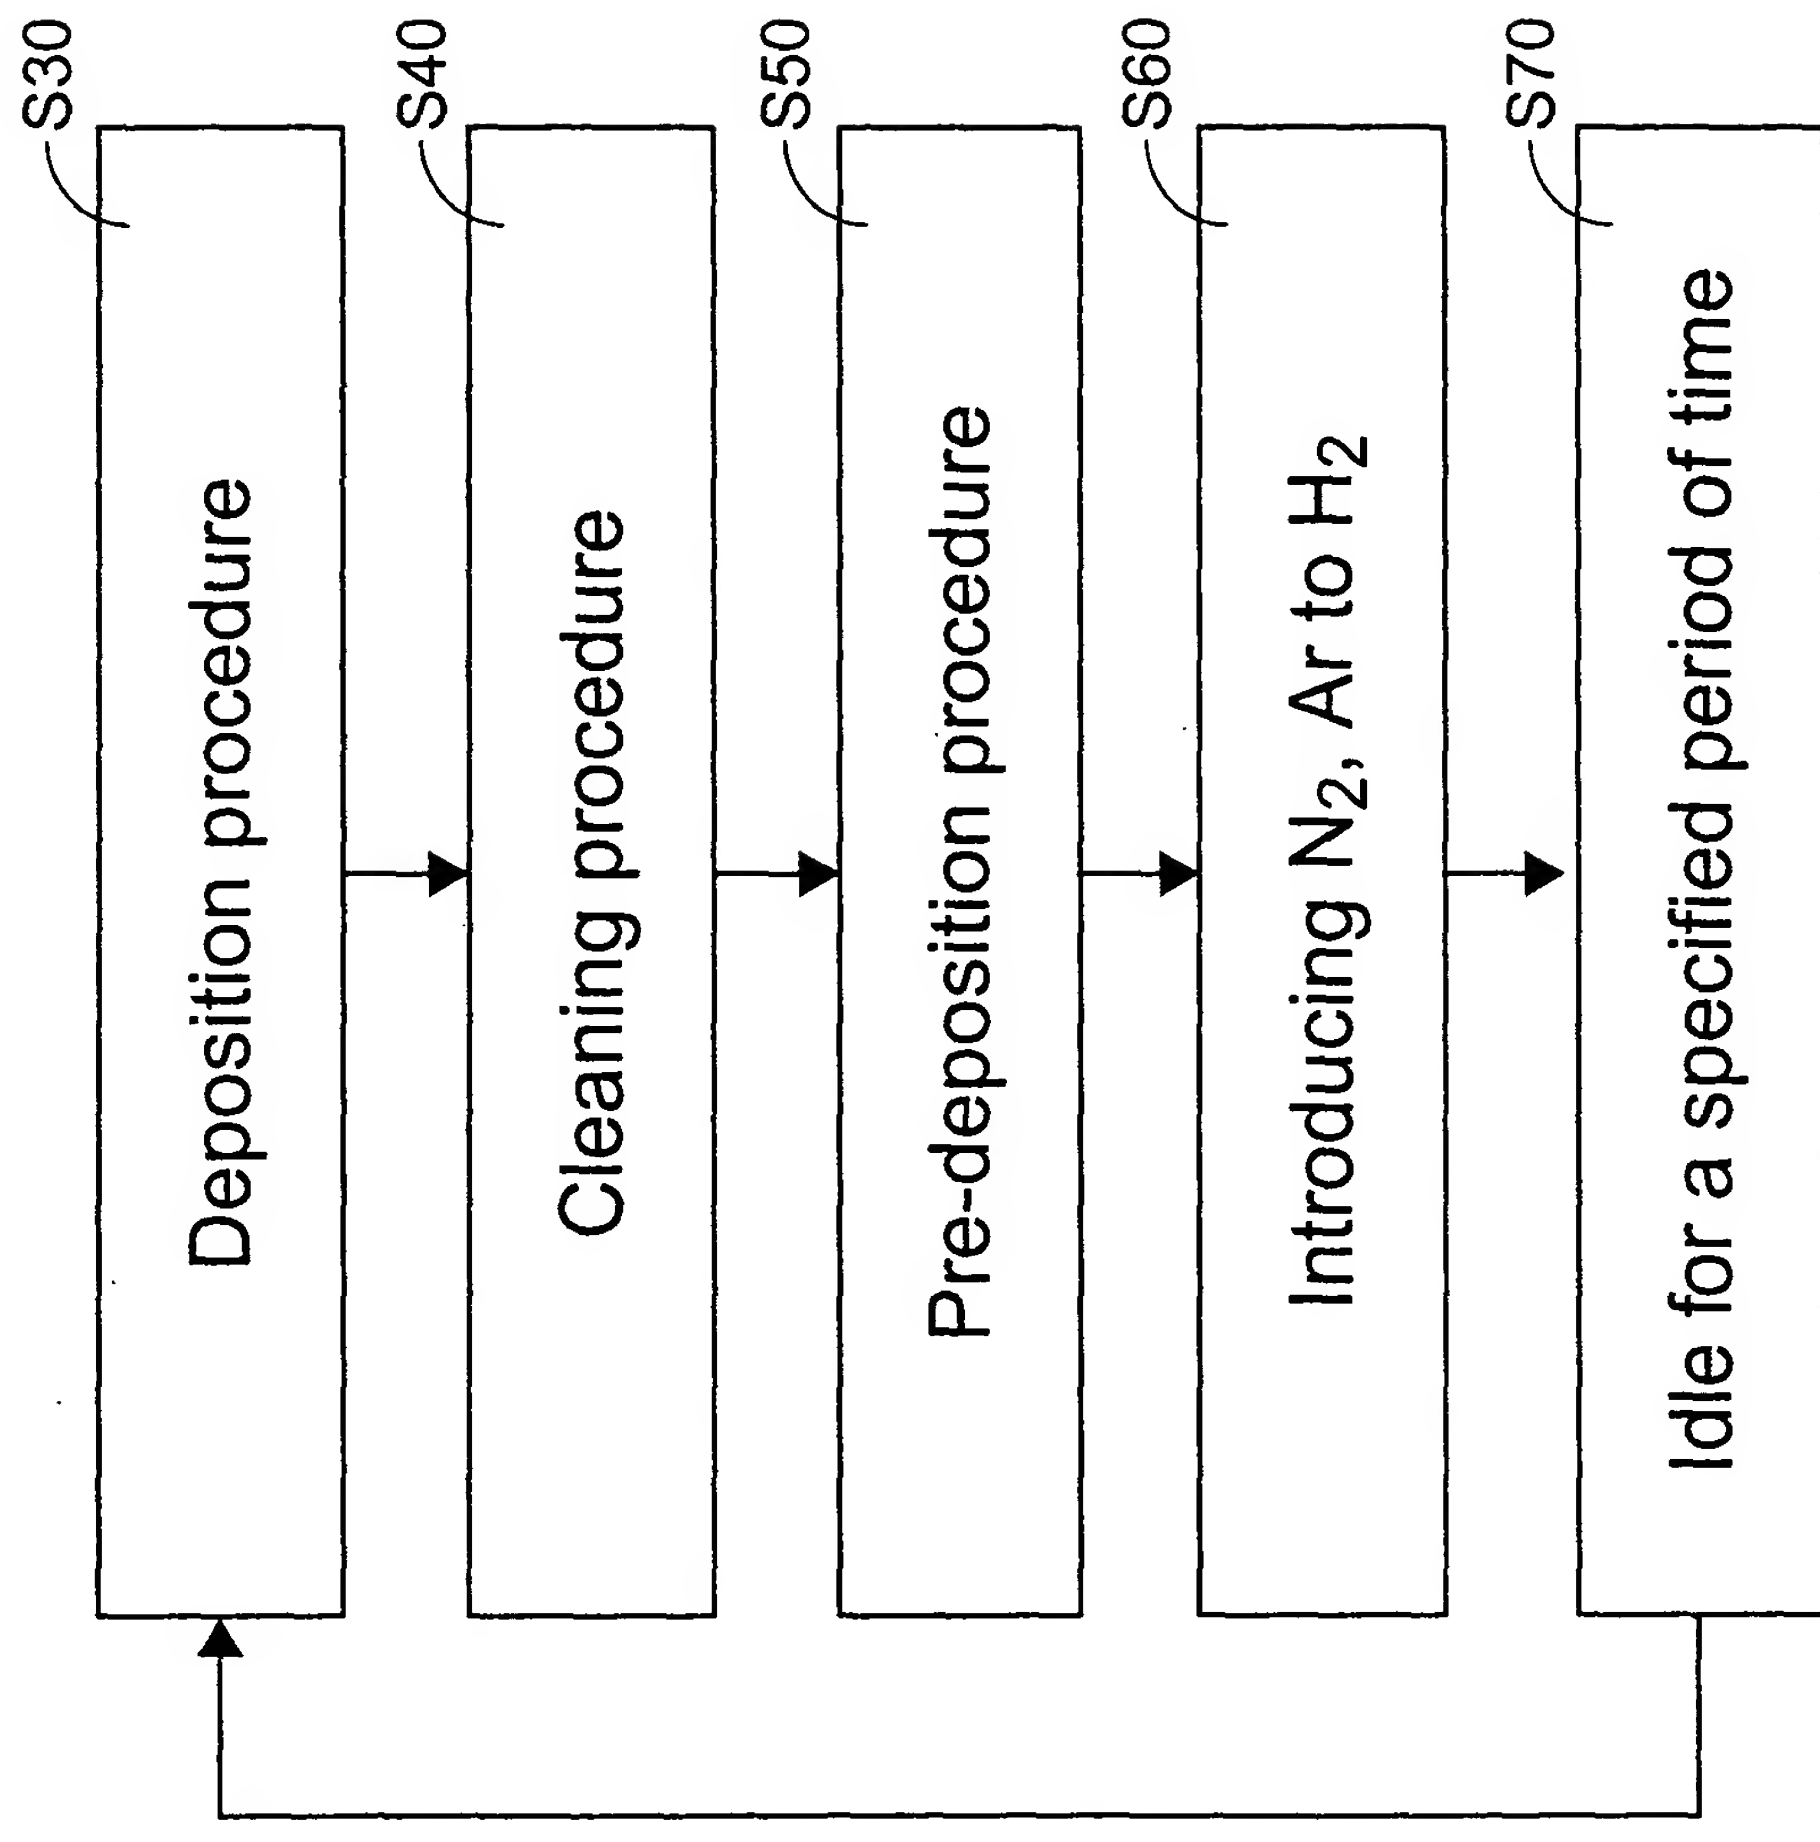 S30
Deposition procedure
S40
Cleaning procedure
S50
Pre-deposition procedure
S60
Introducing N₂, Ar to H₂
S70
Idle for a specified period of time